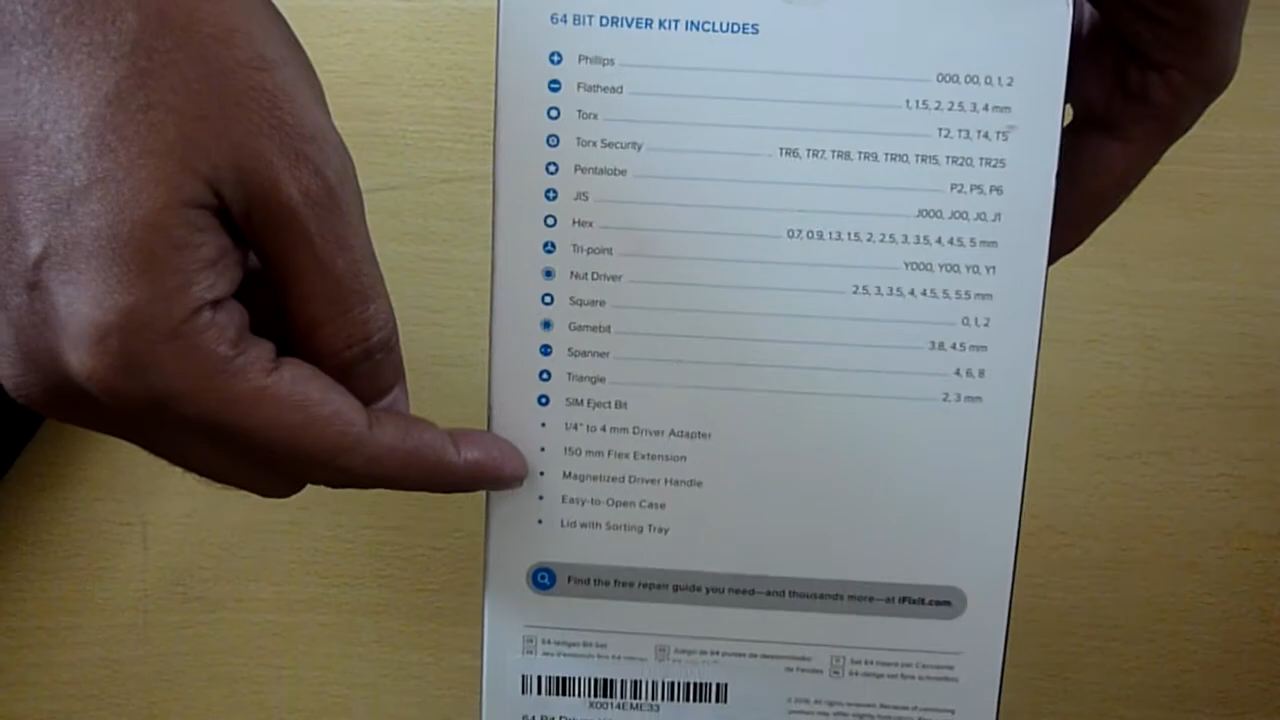 64 BIT DRIVER KIT INCLUDES
Phillips 000, 00, 0, 1, 2
Flathead 1, 1.5, 2, 2.5, 3, 4 mm
Torx T2, T3, T4, T5
Torx Security TR6, TR7, TR8, TR9, TR10, TR15, TR20, TR25
Pentalobe P2, P5, P6
JIS J000, J00, J0, J1
Hex 0.7, 0.9, 1.3, 1.5, 2, 2.5, 3, 3.5, 4, 4.5, 5 mm
Tri-point Y000, Y00, Y0, Y1
Nut Driver 2.5, 3, 3.5, 4, 4.5, 5, 5.5 mm
Square 0, 1, 2
Gamebit 3.8, 4.5 mm
Spanner 4, 6, 8
Triangle 2, 3 mm
SIM Eject Bit
• 1/4" to 4 mm Driver Adapter
• 150 mm Flex Extension
• Magnetized Driver Handle
• Easy-to-Open Case
• Lid with Sorting Tray
Find the free repair guide you need—and thousands more—at iFixit.com
X0014EME33
64 Bit